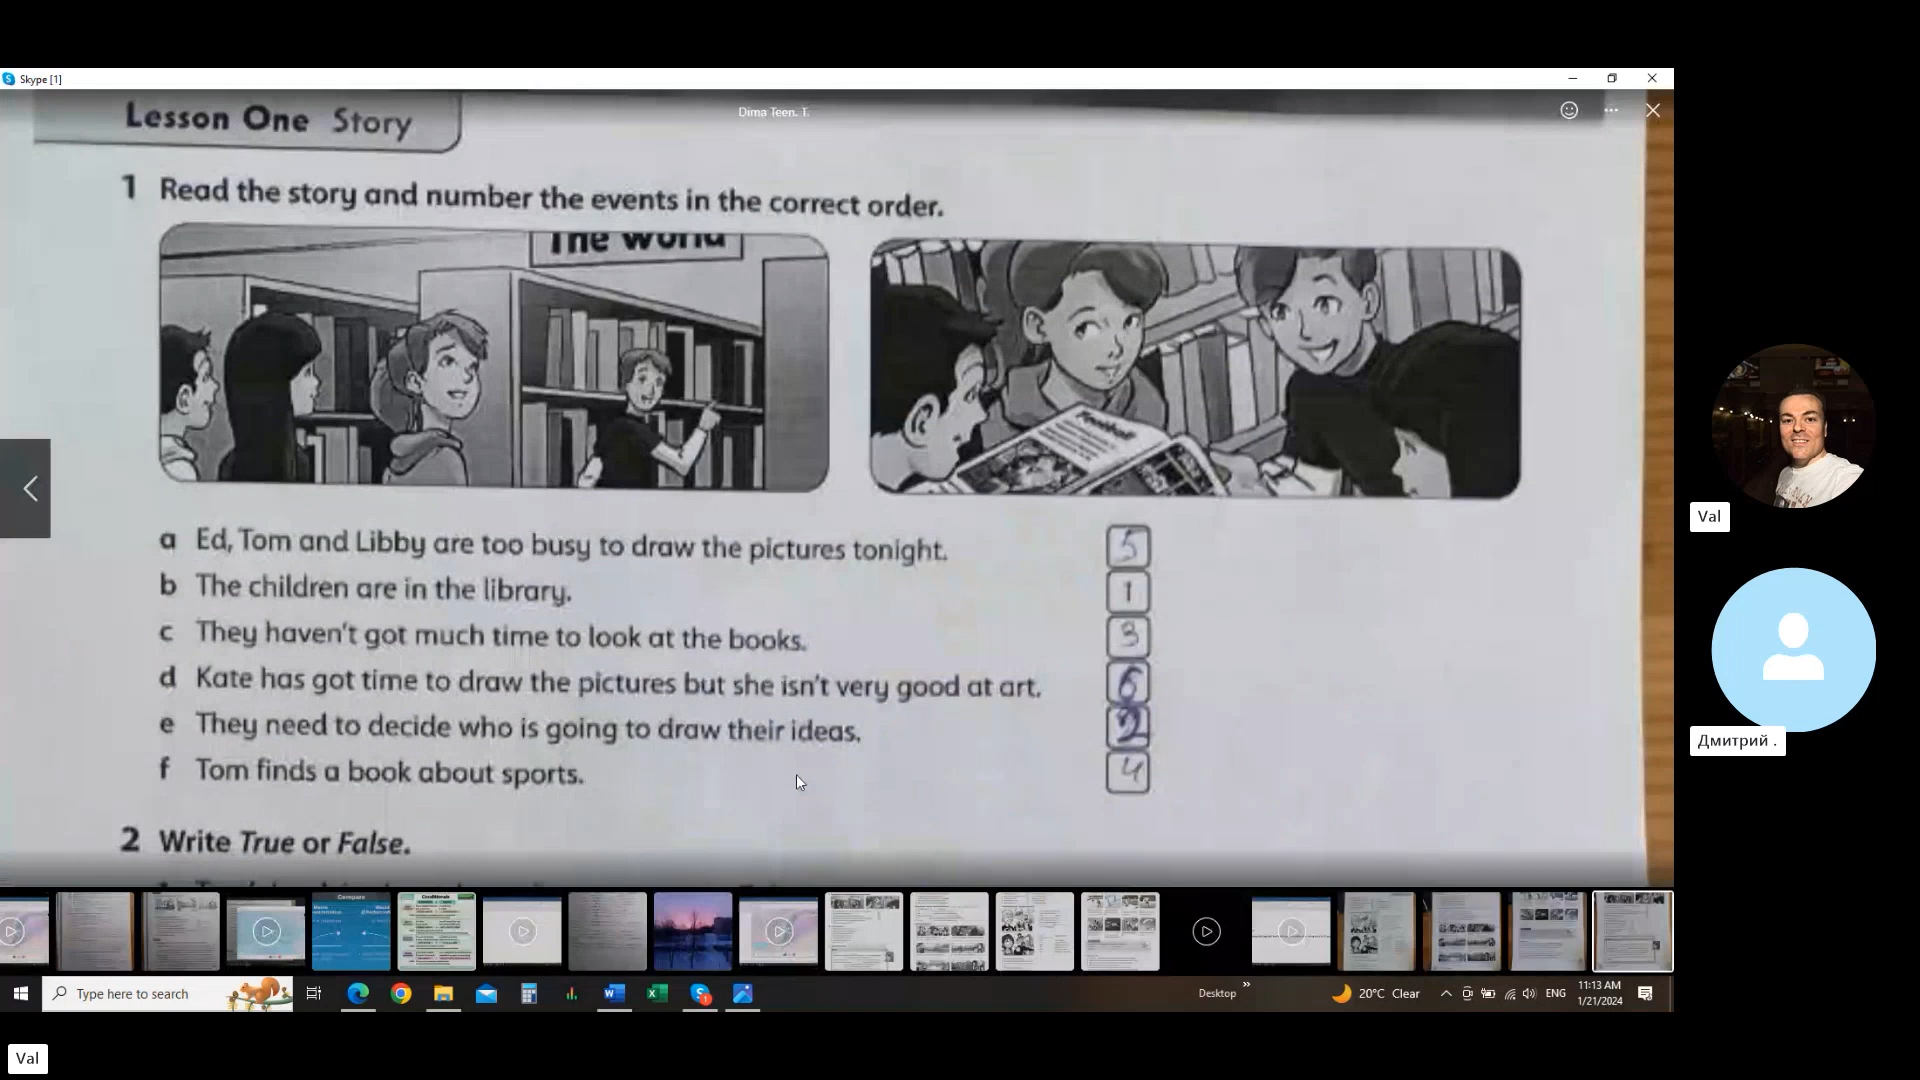 Skype [1]
Dima Teen. T.
Lesson One Story
1 Read the story and number the events in the correct order.
The World
Football
a Ed, Tom and Libby are too busy to draw the pictures tonight. 5
b The children are in the library. 1
c They haven't got much time to look at the books. 3
d Kate has got time to draw the pictures but she isn't very good at art. 6
e They need to decide who is going to draw their ideas. 2
f Tom finds a book about sports. 4
2 Write True or False.
Val
Дмитрий .
Compare
Conditionals
Type here to search
Desktop
20°C Clear
ENG
11:13 AM
1/21/2024
Val